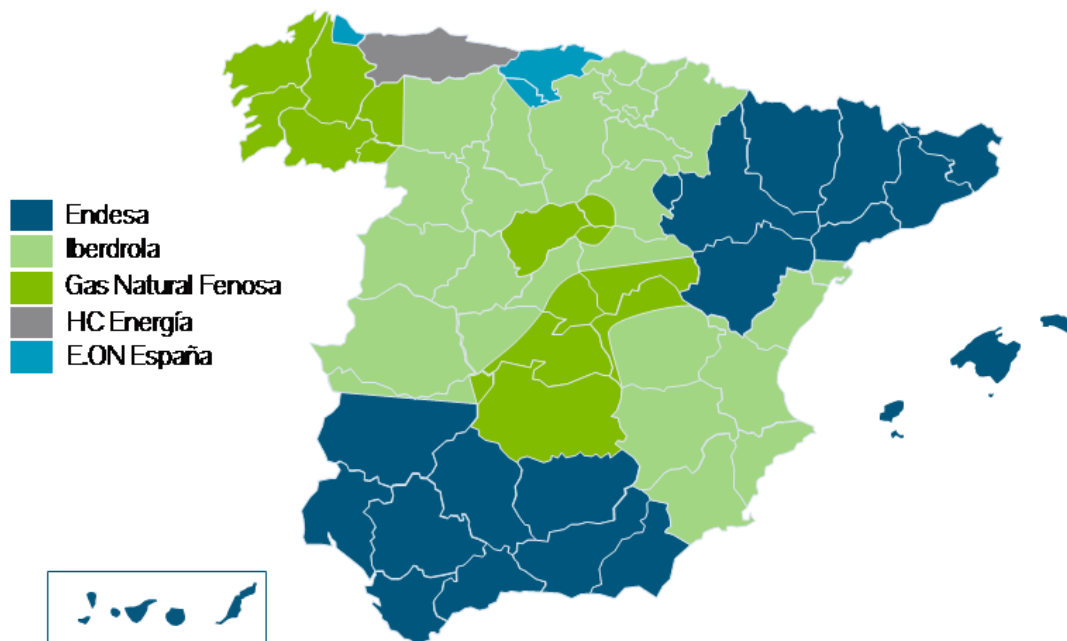 Endesa
Iberdrola
Gas Natural Fenosa
HC Energía
E.ON España